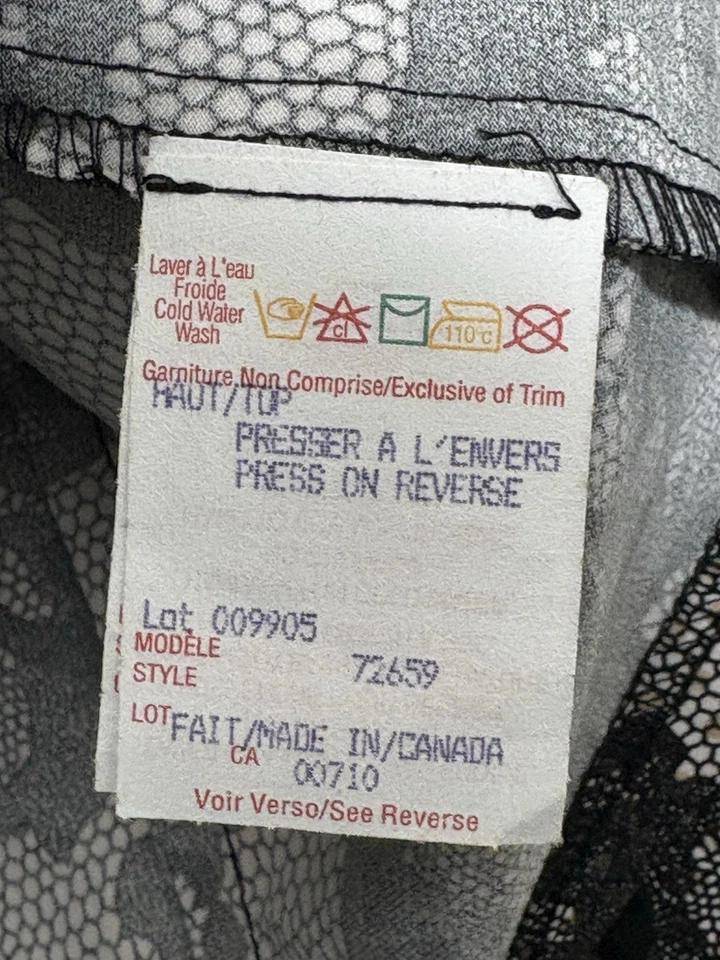 Laver à L'eau
Froide
Cold Water
Wash
cl
110°c
Garniture Non Comprise/Exclusive of Trim
HAUT/TOP
PRESSER A L'ENVERS
PRESS ON REVERSE
Lot 009905
MODÈLE
STYLE 72659
LOT
FAIT/MADE IN/CANADA
CA 00710
Voir Verso/See Reverse